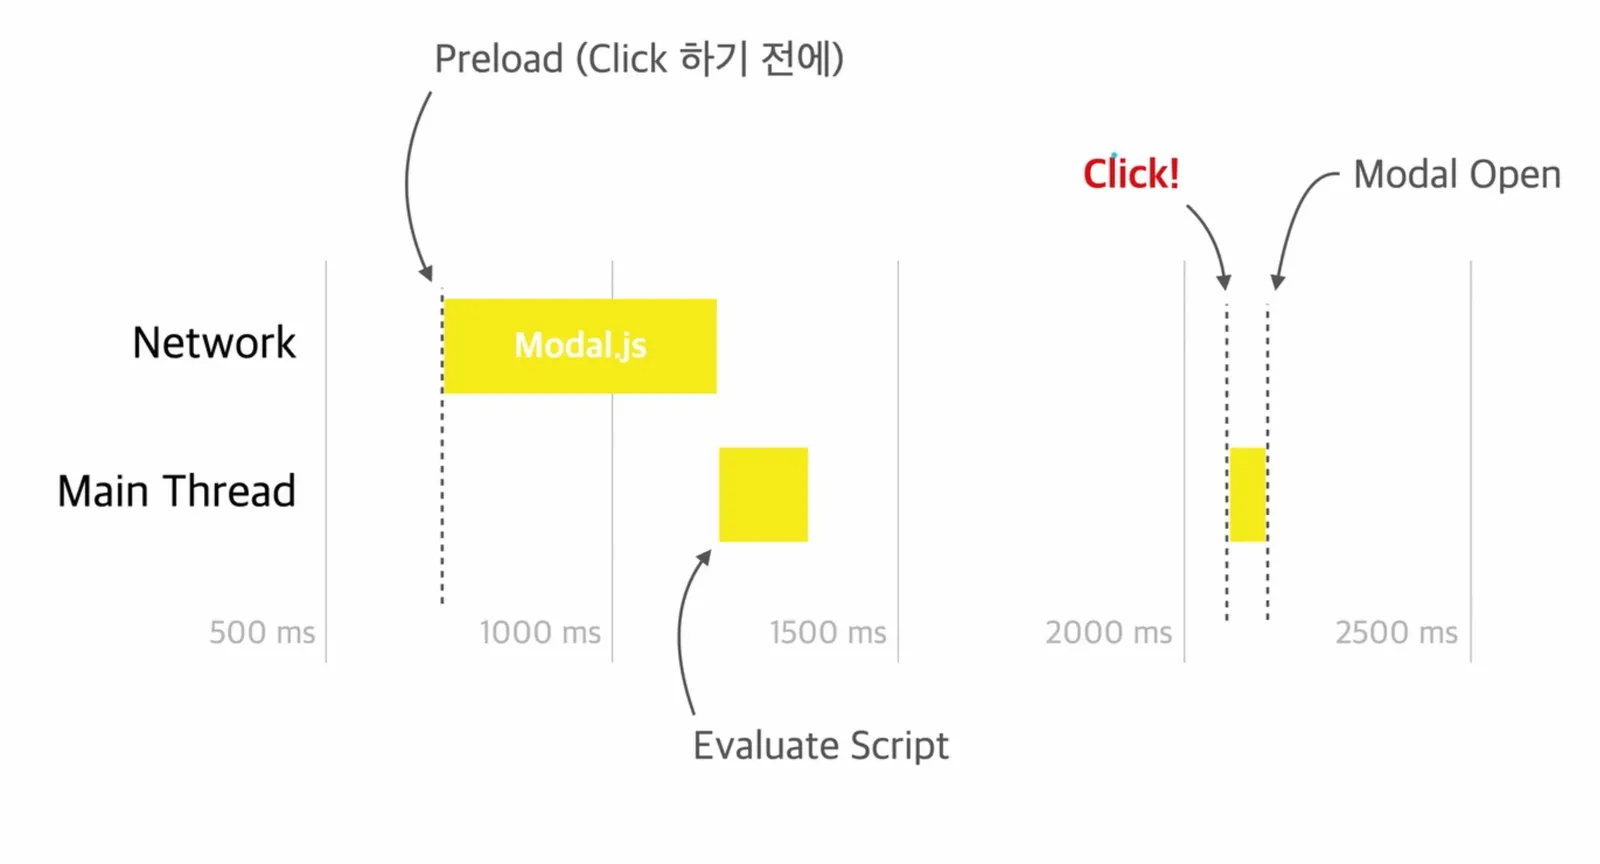 Preload (Click 하기 전에)
Click!
Modal Open
Network
Modal.js
Main Thread
500 ms
1000 ms
1500 ms
2000 ms
2500 ms
Evaluate Script